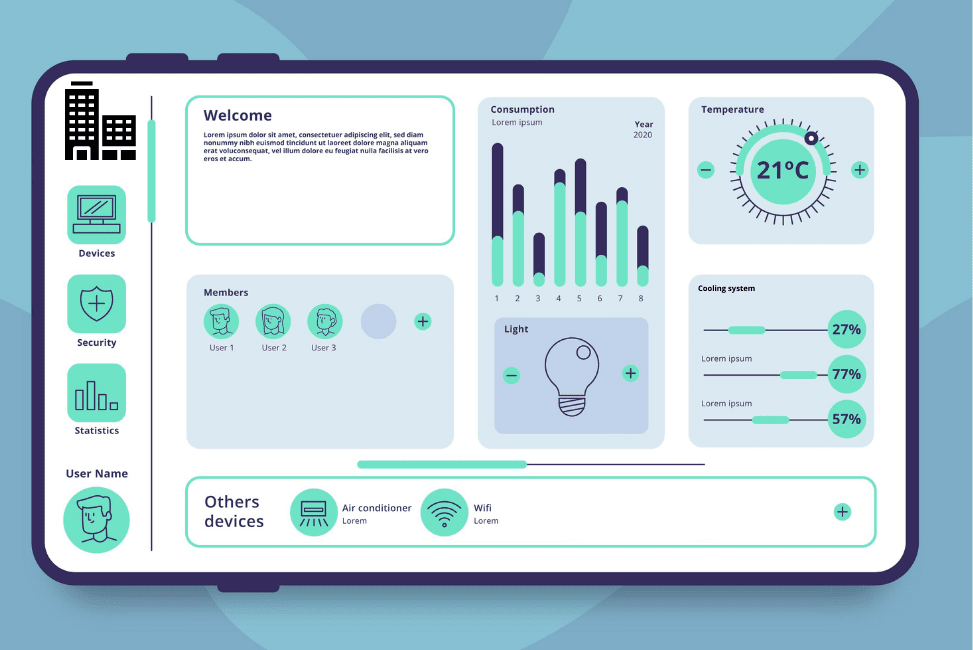 Welcome
Lorem ipsum dolor sit amet, consectetuer adipiscing elit, sed diam
nonummy nibh euismod tincidunt ut laoreet dolore magna aliquam
erat voluconsequat, vel illum dolore eu feugiat nulla facilisis at vero
eros et accum.
Devices
Security
Statistics
User Name
Members
User 1
User 2
User 3
Consumption
Lorem ipsum
Year
2020
1 2 3 4 5 6 7 8
Light
Temperature
21°C
Cooling system
27%
Lorem ipsum
77%
Lorem ipsum
57%
Others
devices
Air conditioner
Lorem
Wifi
Lorem